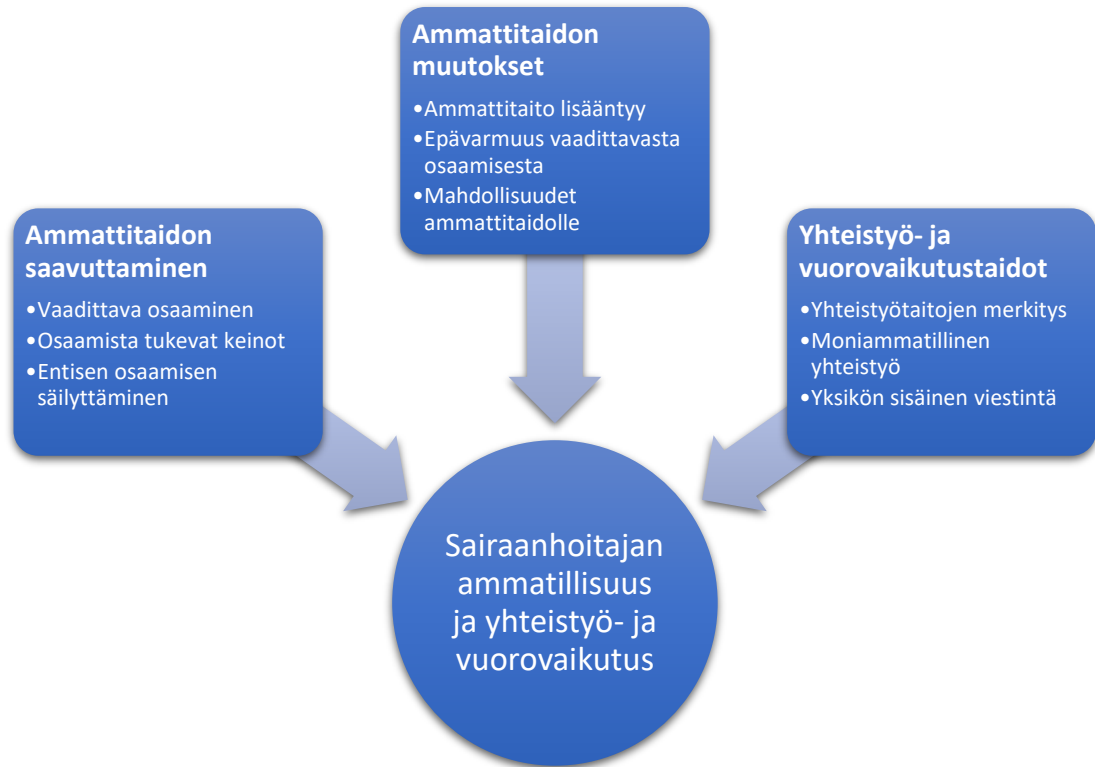 Ammattitaidon
muutokset
•Ammattitaito lisääntyy
•Epävarmuus vaadittavasta
osaamisesta
•Mahdollisuudet
ammattitaidolle
Ammattitaidon
saavuttaminen
•Vaadittava osaaminen
•Osaamista tukevat keinot
•Entisen osaamisen
säilyttäminen
Yhteistyö- ja
vuorovaikutustaidot
•Yhteistyötaitojen merkitys
•Moniammatillinen
yhteistyö
•Yksikön sisäinen viestintä
Sairaanhoitajan
ammatillisuus
ja yhteistyö- ja
vuorovaikutus